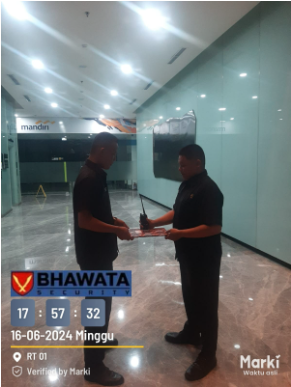 mandiri
BHAWATA
SECURITY
17 : 57 : 32
16-06-2024 Minggu
RT 01
Verified by Marki
Marki
Waktu asli